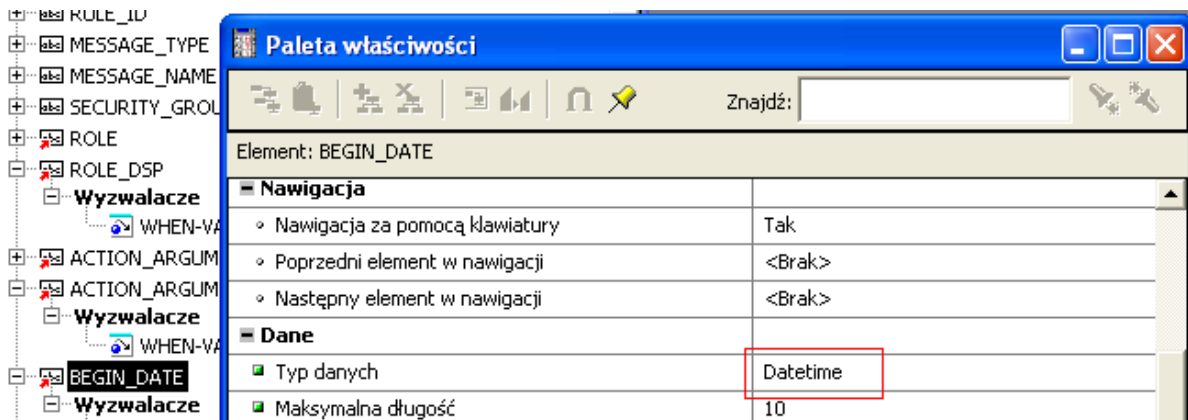 ROLE_ID
MESSAGE_TYPE
MESSAGE_NAME
SECURITY_GROU
ROLE
ROLE_DSP
Wyzwalacze
WHEN-VA
ACTION_ARGUM
ACTION_ARGUM
Wyzwalacze
WHEN-VA
BEGIN_DATE
Wyzwalacze
Paleta właściwości
Znajdź:
Element: BEGIN_DATE
Nawigacja
Nawigacja za pomocą klawiatury Tak
Poprzedni element w nawigacji <Brak>
Następny element w nawigacji <Brak>
Dane
Typ danych Datetime
Maksymalna długość 10